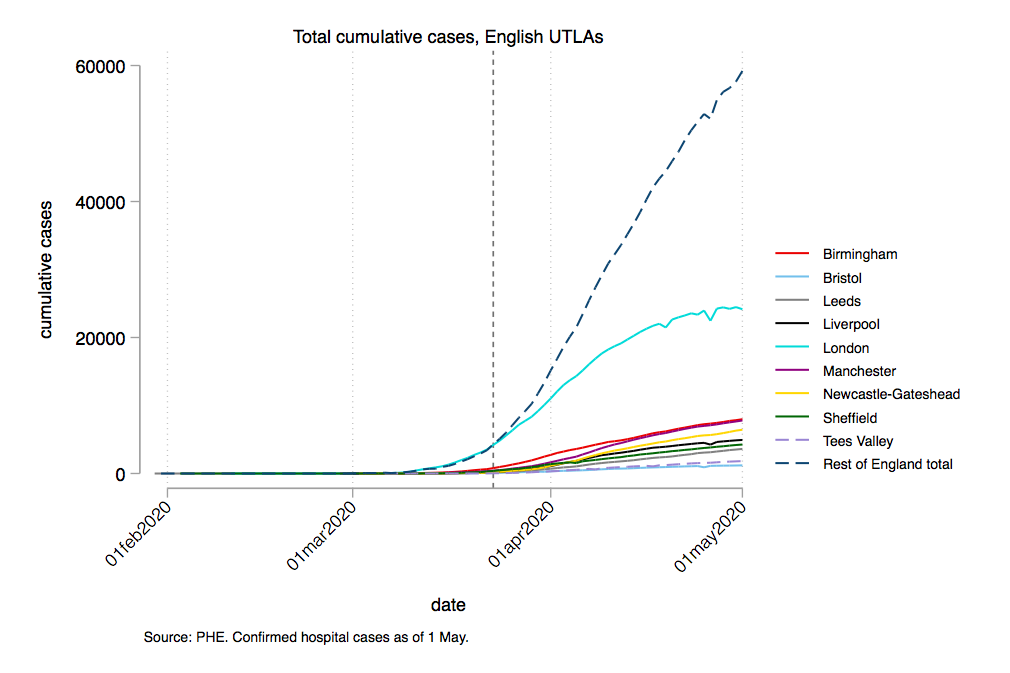 Total cumulative cases, English UTLAs
60000
40000
20000
0
cumulative cases
01feb2020
01mar2020
01apr2020
01may2020
date
Birmingham
Bristol
Leeds
Liverpool
London
Manchester
Newcastle-Gateshead
Sheffield
Tees Valley
Rest of England total
Source: PHE. Confirmed hospital cases as of 1 May.